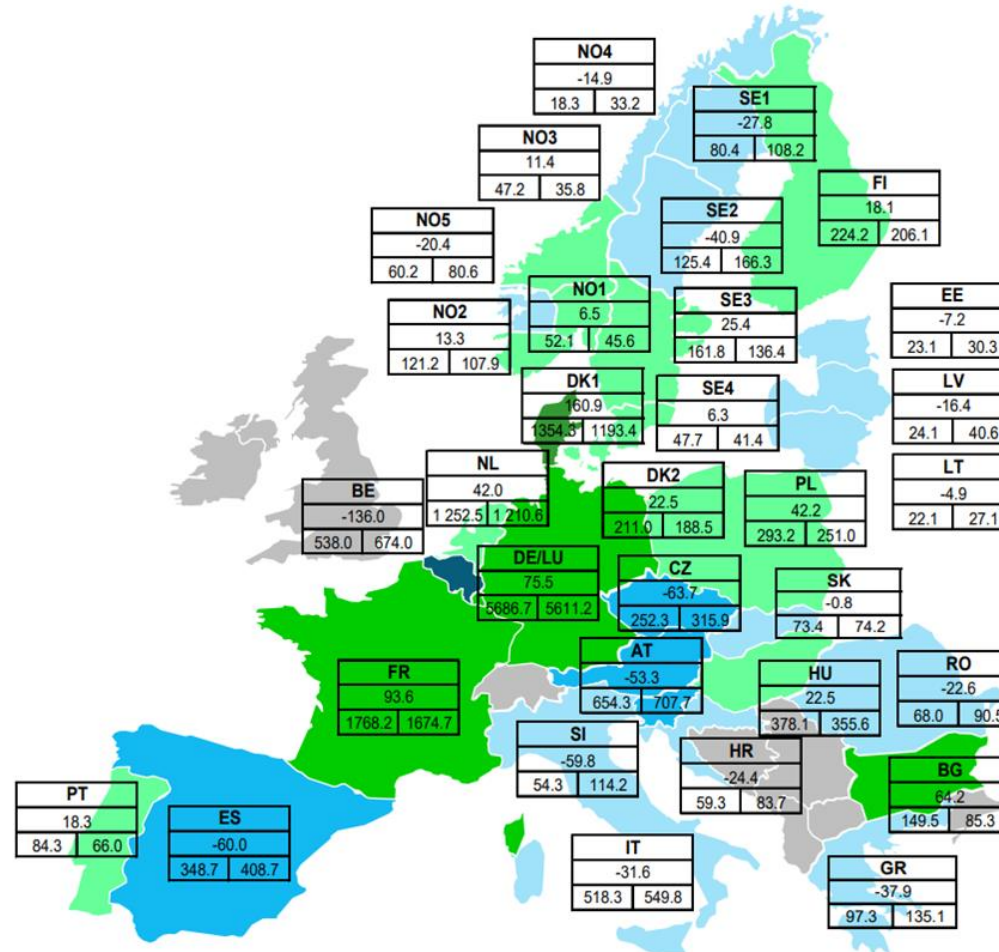 NO4
-14.9
18.3 33.2
SE1
-27.8
80.4 108.2
NO3
11.4
47.2 35.8
FI
18.1
224.2 206.1
SE2
-40.9
125.4 166.3
NO5
-20.4
60.2 80.6
NO1
6.5
52.1 45.6
SE3
25.4
161.8 136.4
EE
-7.2
23.1 30.3
NO2
13.3
121.2 107.9
DK1
160.9
1354.3 1193.4
SE4
6.3
47.7 41.4
LV
-16.4
24.1 40.6
NL
42.0
1 252.5 1 210.6
LT
-4.9
22.1 27.1
BE
-136.0
538.0 674.0
DK2
22.5
211.0 188.5
PL
42.2
293.2 251.0
DE/LU
75.5
5686.7 5611.2
CZ
-63.7
252.3 315.9
SK
-0.8
73.4 74.2
AT
-53.3
654.3 707.7
FR
93.6
1768.2 1674.7
HU
22.5
378.1 355.6
RO
-22.6
68.0 90.5
SI
-59.8
54.3 114.2
HR
-24.4
59.3 83.7
BG
64.2
149.5 85.3
PT
18.3
84.3 66.0
ES
-60.0
348.7 408.7
IT
-31.6
518.3 549.8
GR
-37.9
97.3 135.1